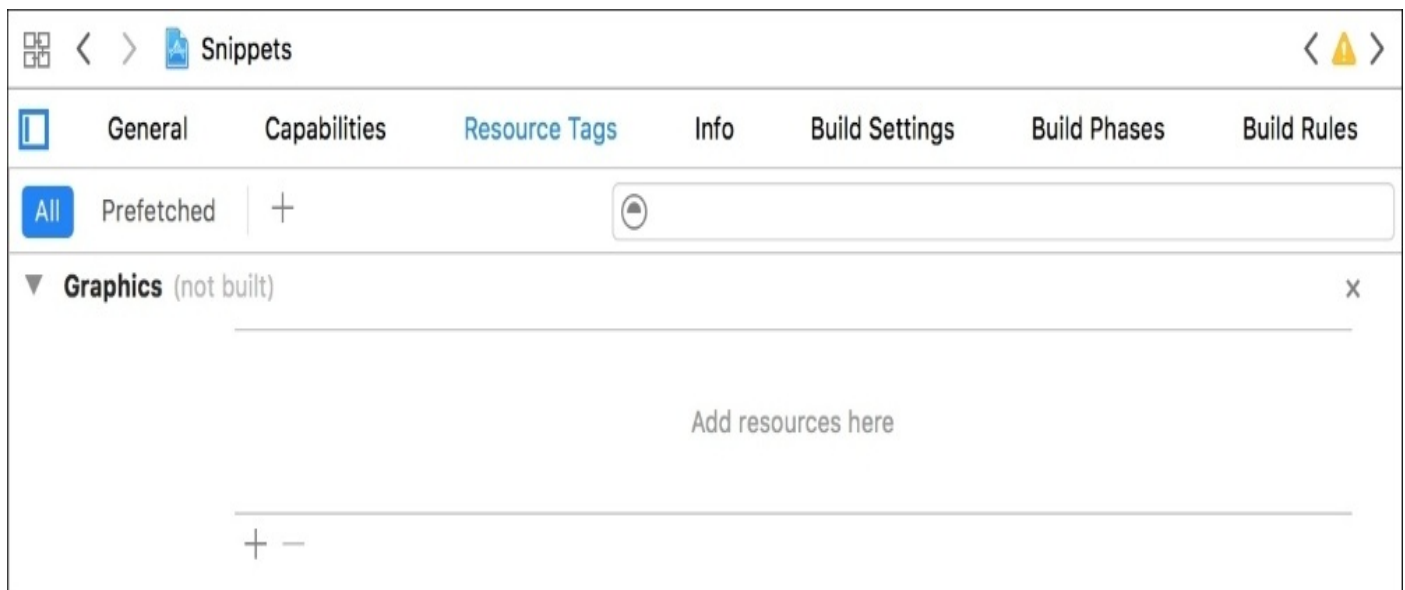 Snippets
General Capabilities Resource Tags Info Build Settings Build Phases Build Rules
All Prefetched +
Graphics (not built) x
Add resources here
+ −